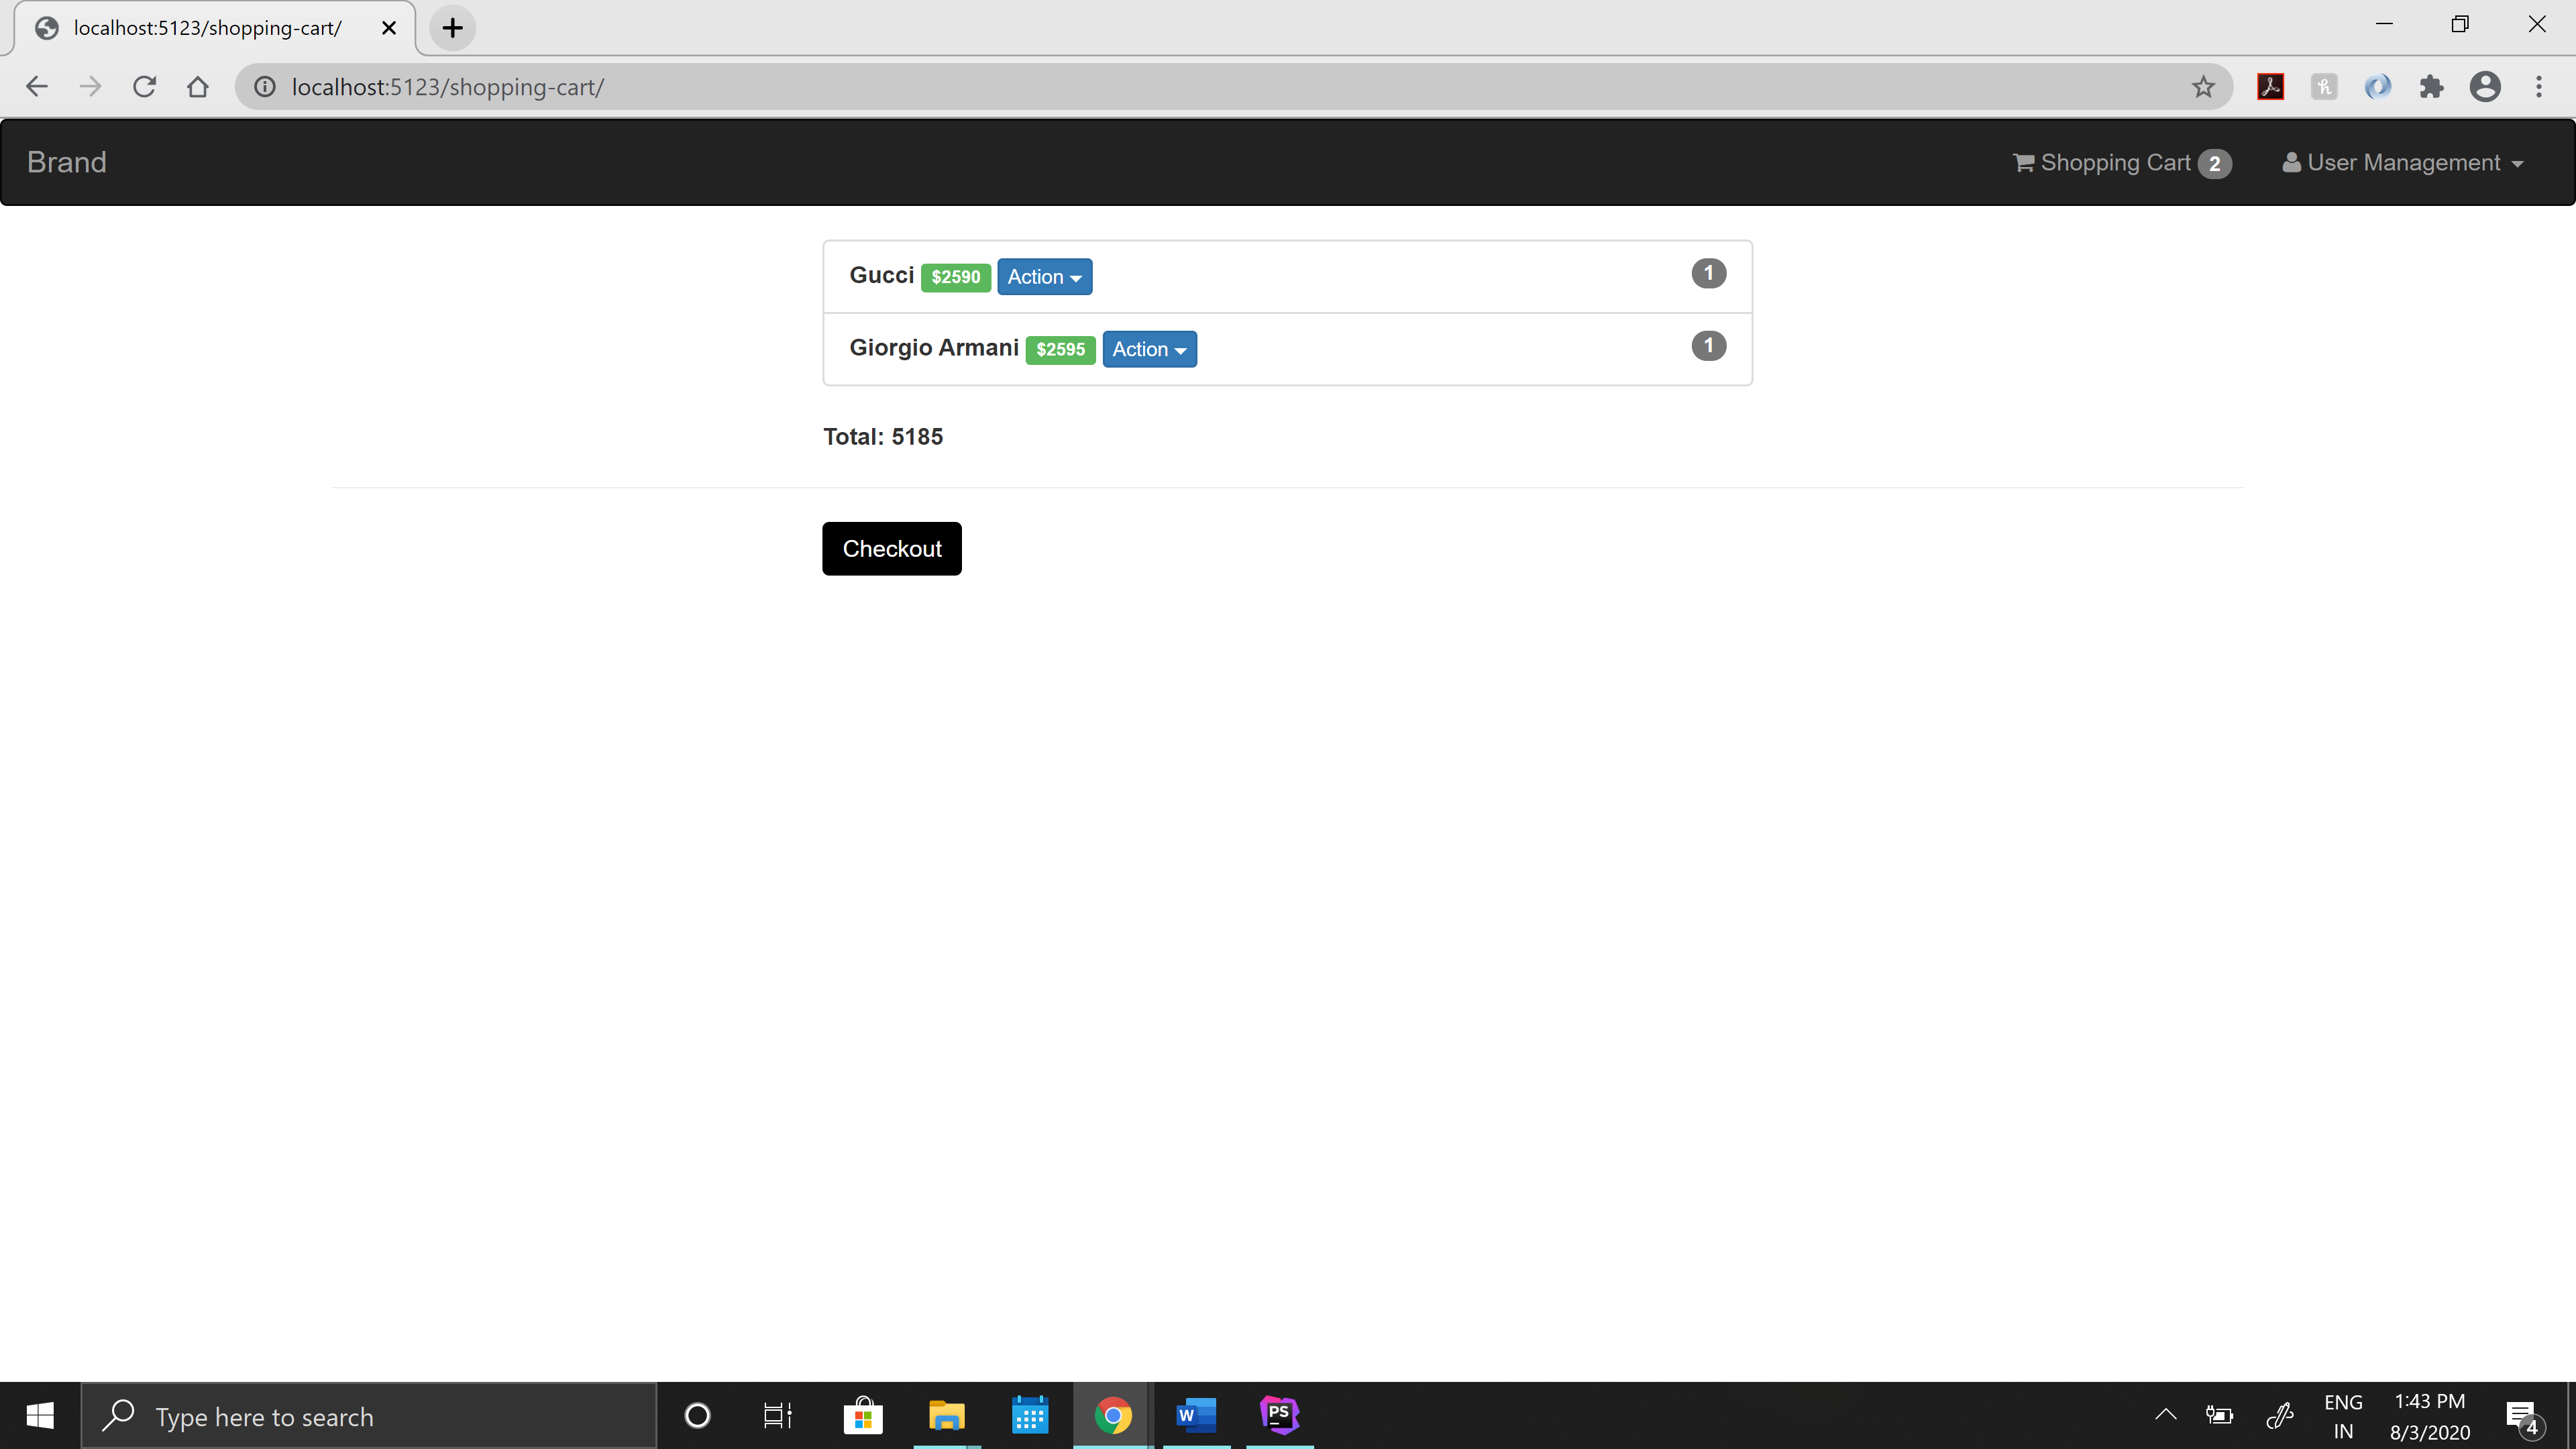 localhost:5123/shopping-cart/
localhost:5123/shopping-cart/
Brand
Shopping Cart 2
User Management
Gucci $2590 Action 1
Giorgio Armani $2595 Action 1
Total: 5185
Checkout
Type here to search
W
PS
ENG
IN
1:43 PM
8/3/2020
4